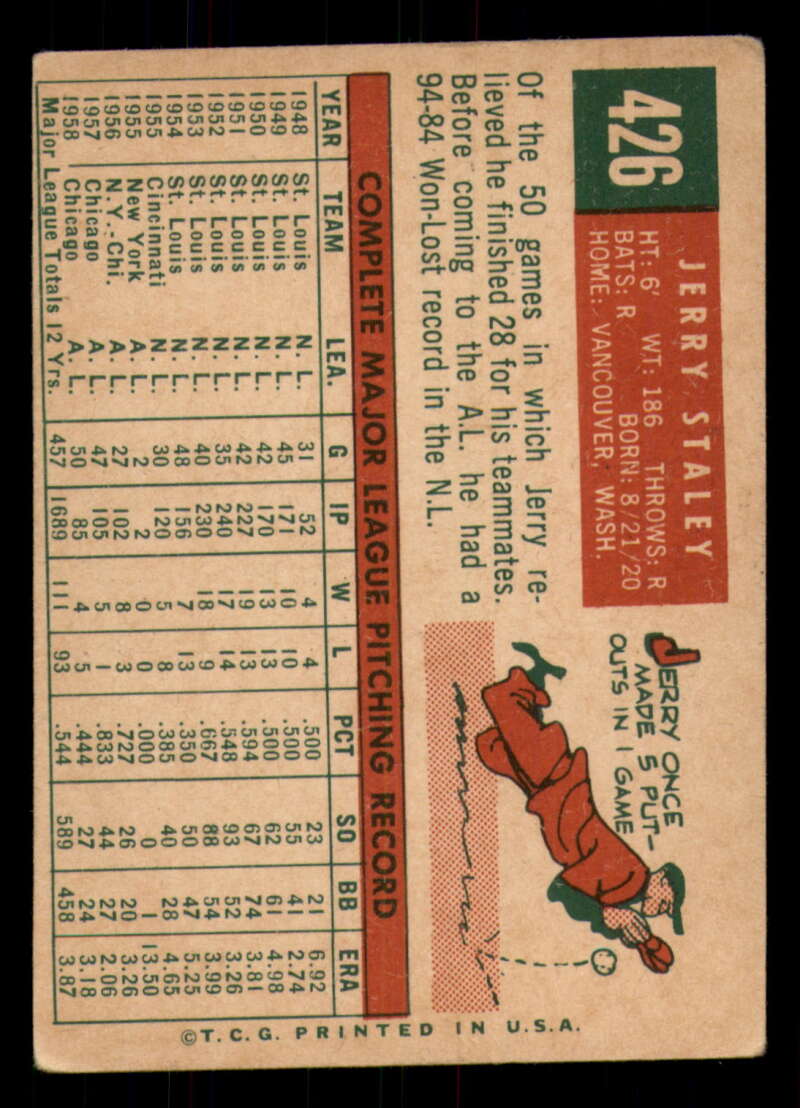 426
JERRY STALEY
HT: 6' WT: 186 THROWS: R
BATS: R BORN: 8/21/20
HOME: VANCOUVER, WASH.
JERRY ONCE
MADE 5 PUT-
OUTS IN 1 GAME
Of the 50 games in which Jerry re-
lieved he finished 28 for his teammates.
Before coming to the A.L. he had a
94-84 Won-Lost record in the N.L.
COMPLETE MAJOR LEAGUE PITCHING RECORD
YEAR TEAM LEA. G IP W L PCT SO BB ERA
1948 St. Louis N. L. 31 52 4 4 .500 23 21 6.92
1949 St. Louis N. L. 45 171 10 10 .500 55 41 2.74
1950 St. Louis N. L. 42 170 13 13 .500 62 61 4.98
1951 St. Louis N. L. 42 227 19 13 .594 67 74 3.81
1952 St. Louis N. L. 35 240 17 14 .548 93 52 3.26
1953 St. Louis N. L. 40 230 18 9 .667 88 54 3.99
1954 St. Louis N. L. 48 156 7 13 .350 50 47 5.25
1955 Cincinnati N. L. 30 120 5 8 .385 40 28 4.65
1955 New York A. L. 2 2 0 0 .000 0 1 13.50
1956 N.Y.-Chi. A. L. 27 102 8 3 .727 26 20 3.26
1957 Chicago A. L. 47 105 5 1 .833 44 27 2.06
1958 Chicago A. L. 50 85 4 5 .444 27 24 3.18
Major League Totals 12 Yrs. 457 1689 111 93 .544 589 458 3.87
©T.C.G. PRINTED IN U.S.A.